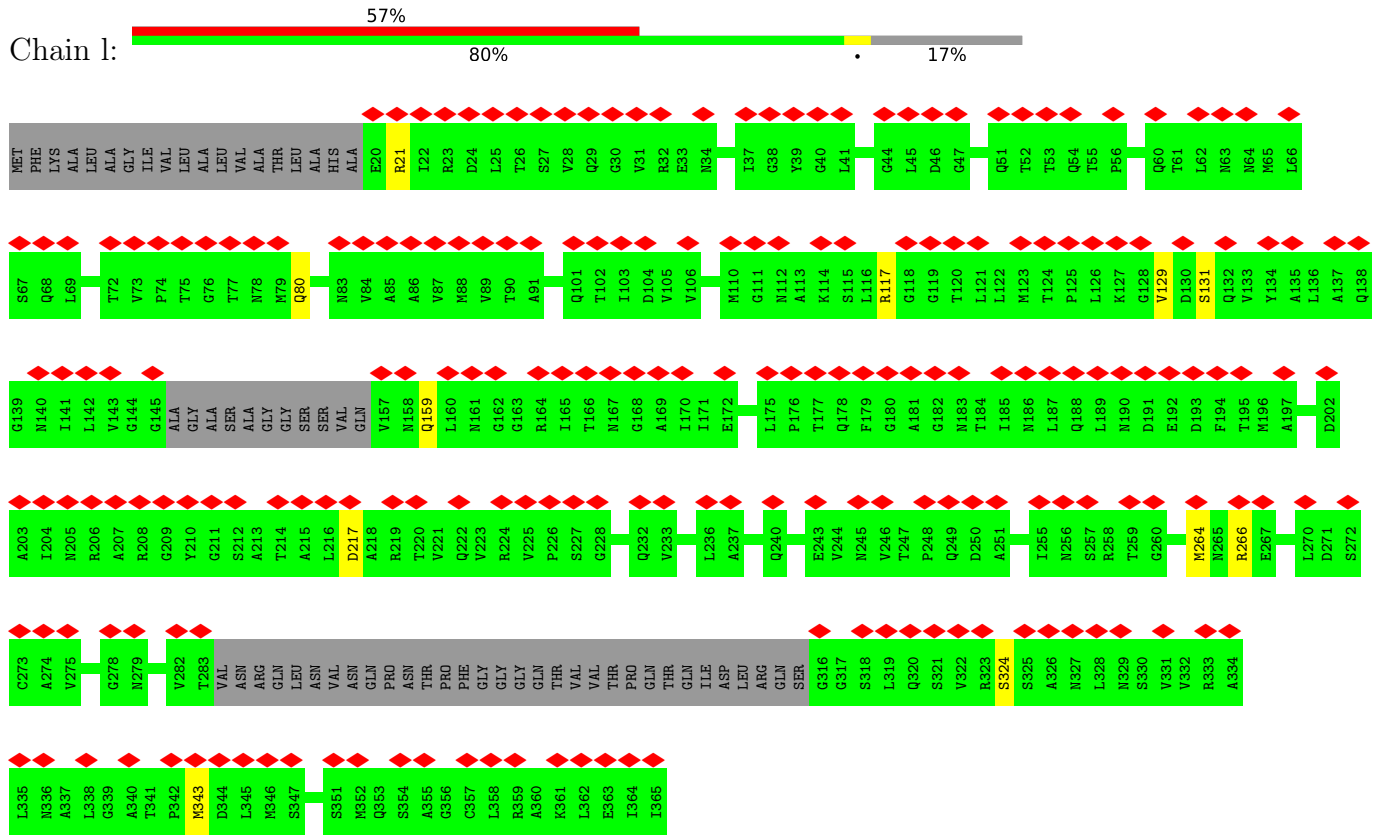 57%
Chain l:
80% • 17%
MET PHE LYS ALA LEU ALA GLY ILE VAL LEU ALA LEU VAL ALA THR LEU ALA HIS ALA E20 R21 I22 R23 D24 L25 T26 S27 V28 Q29 G30 V31 R32 E33 N34 I37 G38 Y39 G40 L41 G44 L45 D46 G47 Q51 T52 T53 Q54 T55 P56 Q60 T61 L62 N63 N64 M65 L66
S67 Q68 L69 T72 V73 P74 T75 G76 T77 N78 M79 Q80 N83 V84 A85 A86 V87 M88 V89 T90 A91 Q101 T102 I103 D104 V105 V106 M110 G111 N112 A113 K114 S115 L116 R117 G118 G119 T120 L121 L122 M123 T124 P125 L126 K127 G128 V129 D130 S131 Q132 V133 Y134 A135 L136 A137 Q138
G139 N140 I141 L142 V143 G144 G145 ALA GLY ALA SER ALA GLY GLY SER SER VAL GLN V157 N158 Q159 L160 N161 G162 G163 R164 I165 T166 N167 G168 A169 I170 I171 E172 L175 P176 T177 Q178 F179 G180 A181 G182 N183 T184 I185 N186 L187 Q188 L189 N190 D191 E192 D193 F194 T195 M196 A197 D202
A203 I204 N205 R206 A207 R208 G209 Y210 G211 S212 A213 T214 A215 L216 D217 A218 R219 T220 V221 Q222 V223 R224 V225 P226 S227 G228 Q232 V233 L236 A237 Q240 E243 V244 N245 V246 T247 P248 Q249 D250 A251 I255 N256 S257 R258 T259 G260 M264 N265 R266 E267 L270 D271 S272
C273 A274 V275 G278 N279 V282 T283 VAL ASN ARG GLN LEU ASN VAL ASN GLN PRO ASN THR PRO PHE GLY GLY GLY GLN THR VAL VAL THR PRO GLN THR GLN ILE ASP LEU ARG GLN SER G316 G317 S318 L319 Q320 S321 V322 R323 S324 S325 A326 N327 L328 N329 S330 V331 V332 R333 A334
L335 N336 A337 L338 G339 A340 T341 P342 M343 D344 L345 M346 S347 S351 M352 Q353 S354 A355 G356 C357 L358 R359 A360 K361 L362 E363 I364 I365